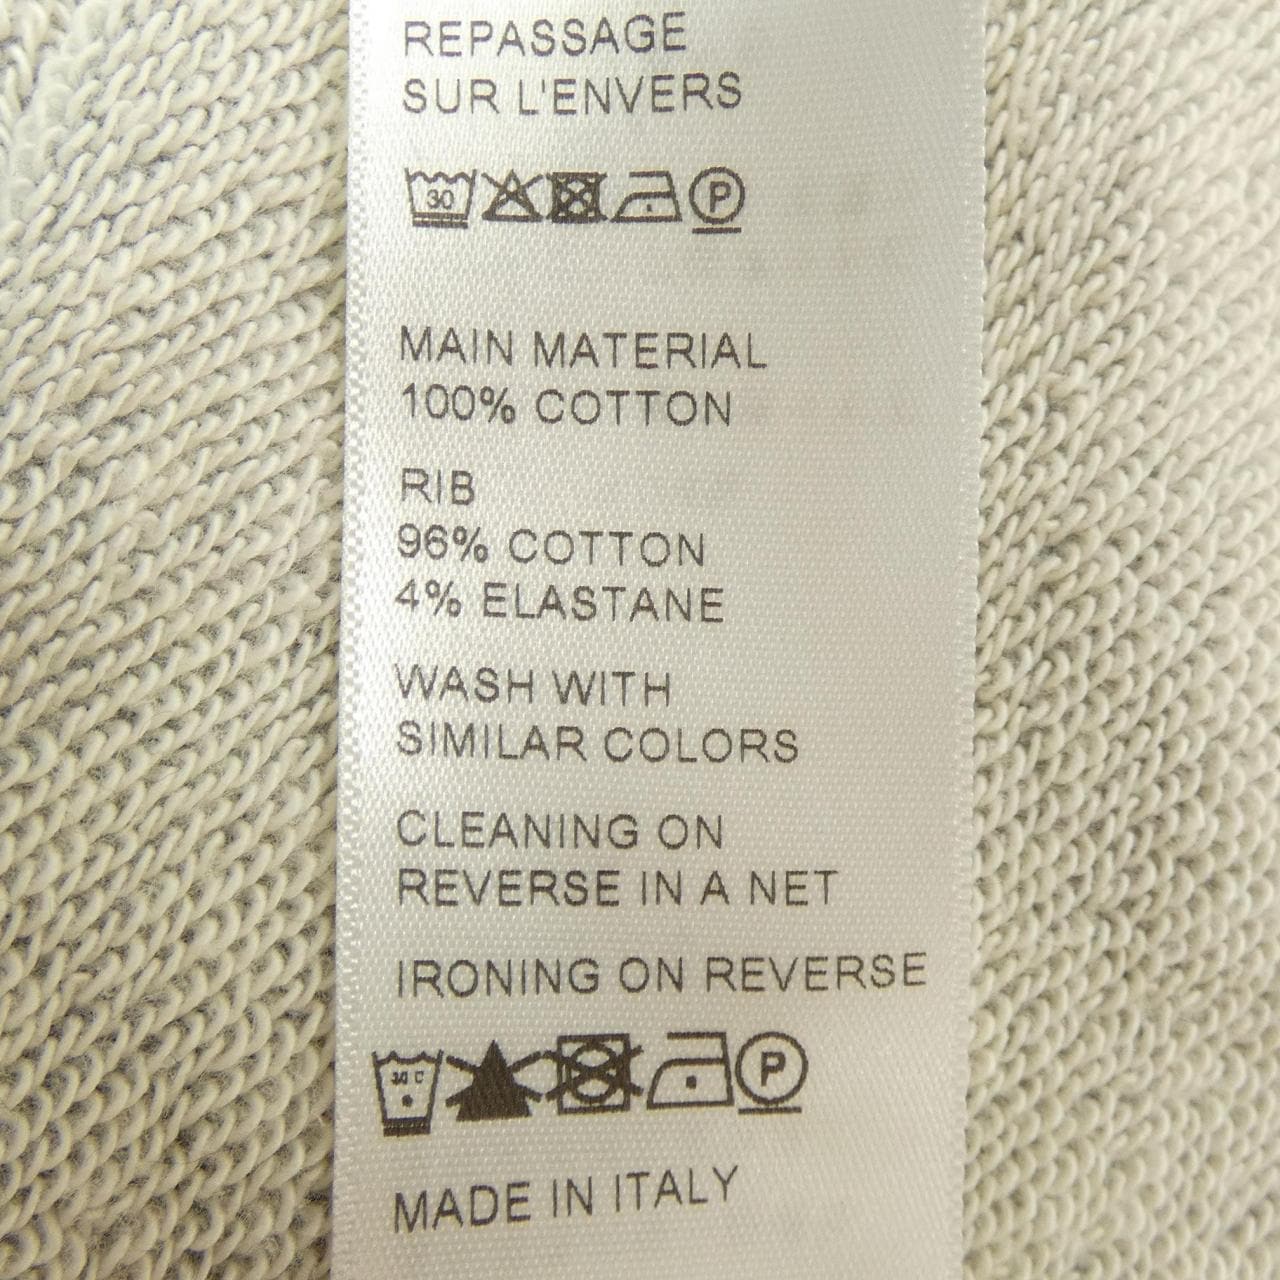 REPASSAGE
SUR L'ENVERS
30 P
MAIN MATERIAL
100% COTTON
RIB
96% COTTON
4% ELASTANE
WASH WITH
SIMILAR COLORS
CLEANING ON
REVERSE IN A NET
IRONING ON REVERSE
30 C P
MADE IN ITALY